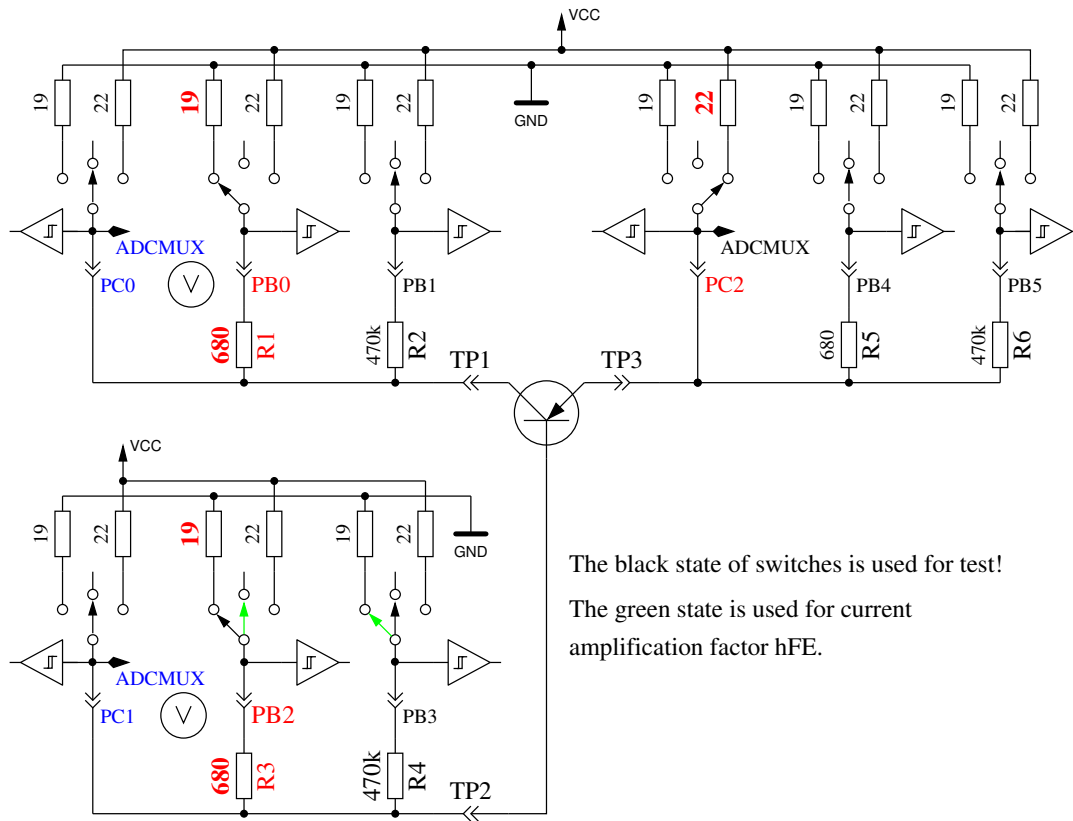 VCC
19
22
19
22
19
22
GND
19
22
19
22
19
22
ADCMUX
ADCMUX
PC0
V
PB0
PB1
PC2
PB4
PB5
680
R1
470k
R2
680
R5
470k
R6
TP1
TP3
VCC
19
22
19
22
19
22
GND
The black state of switches is used for test!
The green state is used for current
amplification factor hFE.
ADCMUX
PC1
V
PB2
PB3
680
R3
470k
R4
TP2